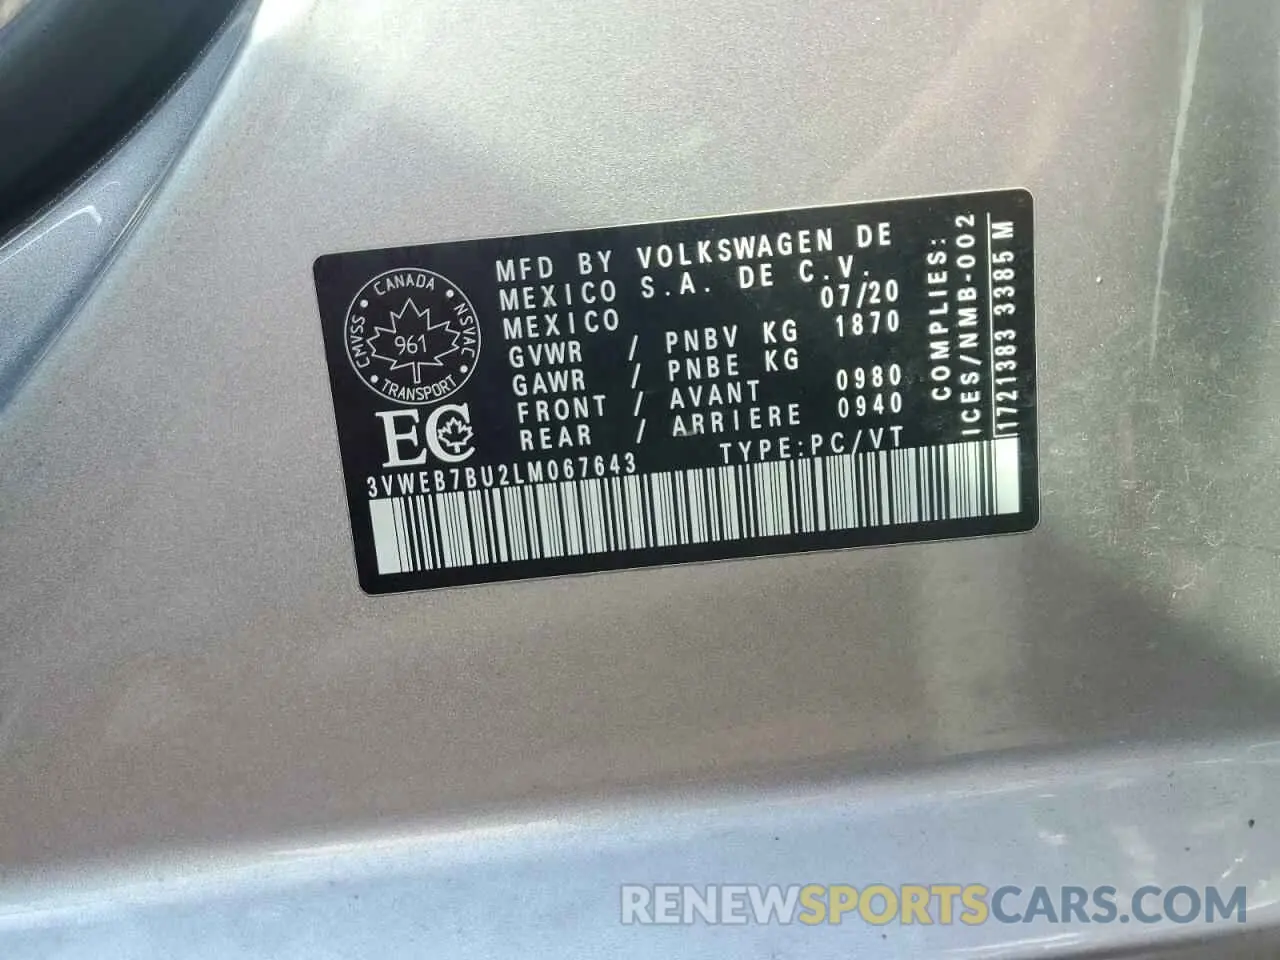 MFD BY VOLKSWAGEN DE
MEXICO S.A. DE C.V.
MEXICO 07/20
GVWR / PNBV KG 1870
GAWR / PNBE KG
FRONT / AVANT 0980
REAR / ARRIERE 0940
TYPE:PC/VT
3VWEB7BU2LM067643
CANADA
CMVSS
NSVAC
961
TRANSPORT
EC
COMPLIES:
ICES/NMB-002
1721383 3385 M
RENEWSPORTSCARS.COM